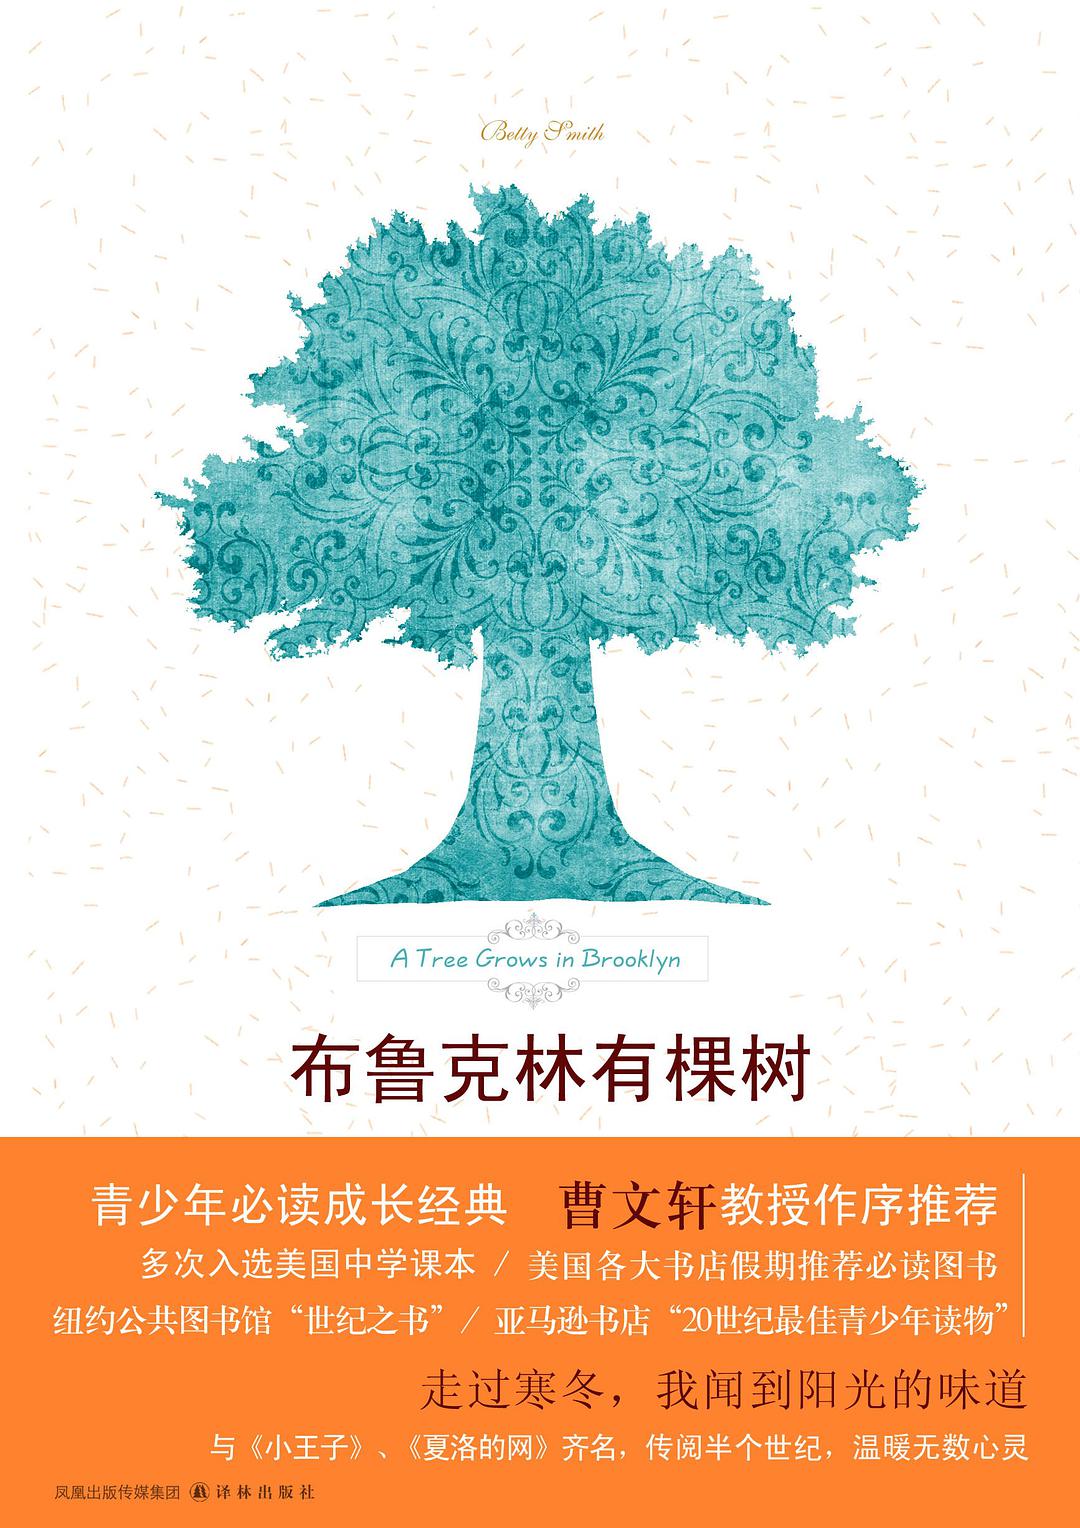 Betty Smith
A Tree Grows in Brooklyn
布鲁克林有棵树
青少年必读成长经典 曹文轩教授作序推荐
多次入选美国中学课本 / 美国各大书店假期推荐必读图书
纽约公共图书馆“世纪之书” / 亚马逊书店“20世纪最佳青少年读物”
走过寒冬，我闻到阳光的味道
与《小王子》、《夏洛的网》齐名，传阅半个世纪，温暖无数心灵
凤凰出版传媒集团 译林出版社